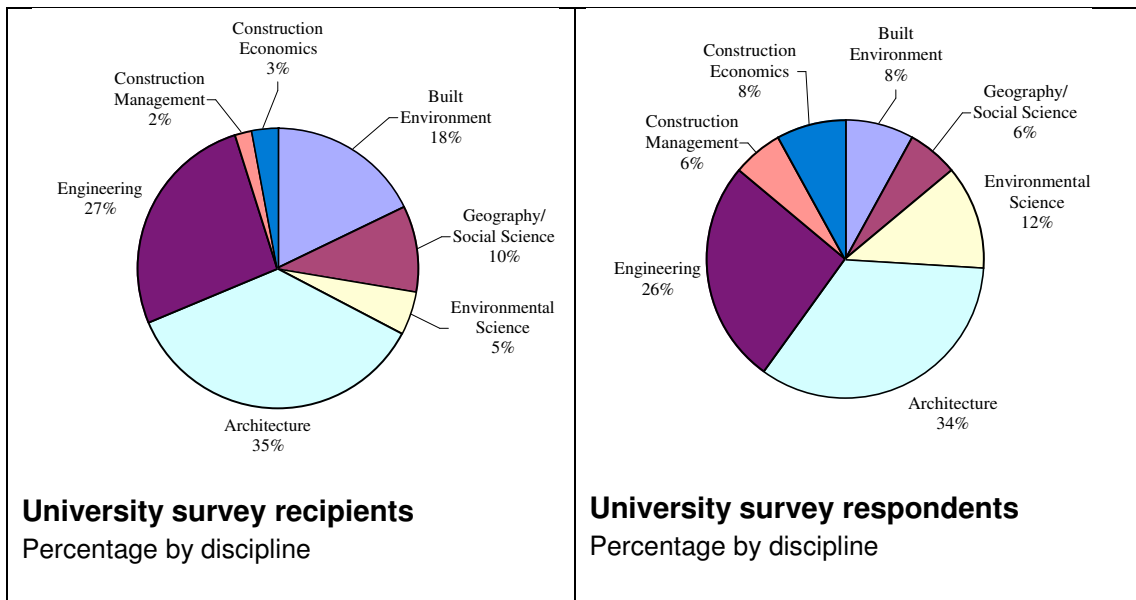 Construction
Economics
3%
Construction
Management
2%
Built
Environment
18%
Engineering
27%
Geography/
Social Science
10%
Environmental
Science
5%
Architecture
35%
University survey recipients
Percentage by discipline
Built
Environment
8%
Construction
Economics
8%
Geography/
Social Science
6%
Construction
Management
6%
Environmental
Science
12%
Engineering
26%
Architecture
34%
University survey respondents
Percentage by discipline